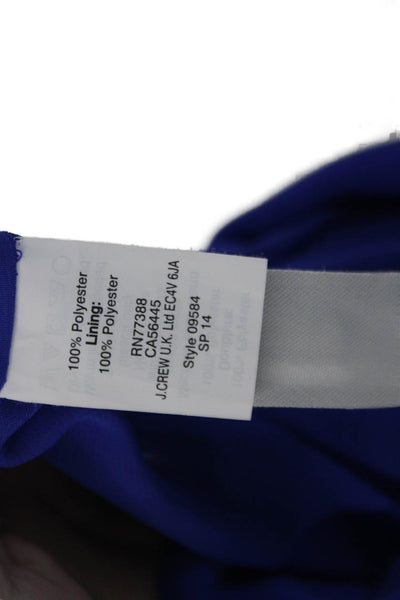 100% Polyester
Lining:
100% Polyester
RN77388
CA56445
J.CREW U.K. Ltd EC4V 6JA
Style 09584
SP 14